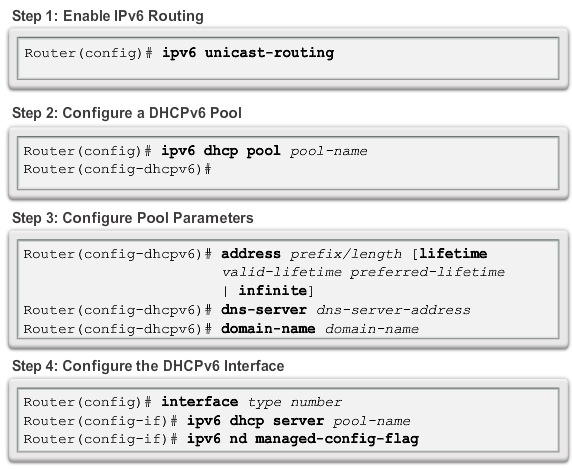 Step 1: Enable IPv6 Routing
Router(config)# ipv6 unicast-routing
Step 2: Configure a DHCPv6 Pool
Router(config)# ipv6 dhcp pool pool-name
Router(config-dhcpv6)#
Step 3: Configure Pool Parameters
Router(config-dhcpv6)# address prefix/length [lifetime
valid-lifetime preferred-lifetime
| infinite]
Router(config-dhcpv6)# dns-server dns-server-address
Router(config-dhcpv6)# domain-name domain-name
Step 4: Configure the DHCPv6 Interface
Router(config)# interface type number
Router(config-if)# ipv6 dhcp server pool-name
Router(config-if)# ipv6 nd managed-config-flag